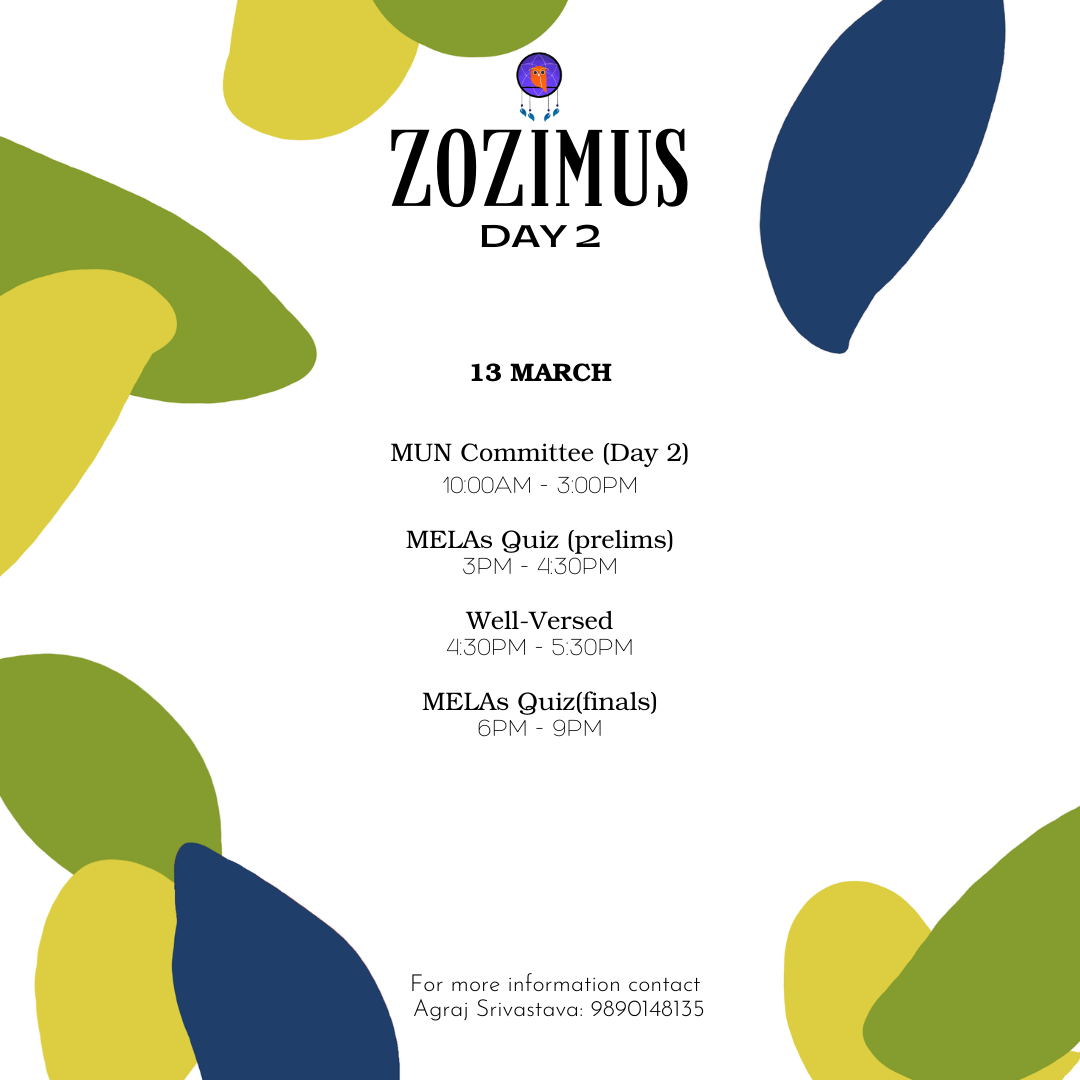 ZOZIMUS
DAY 2
13 MARCH
MUN Committee (Day 2)
10:00AM - 3:00PM
MELAs Quiz (prelims)
3PM - 4:30PM
Well-Versed
4:30PM - 5:30PM
MELAs Quiz(finals)
6PM - 9PM
For more information contact
Agraj Srivastava: 9890148135